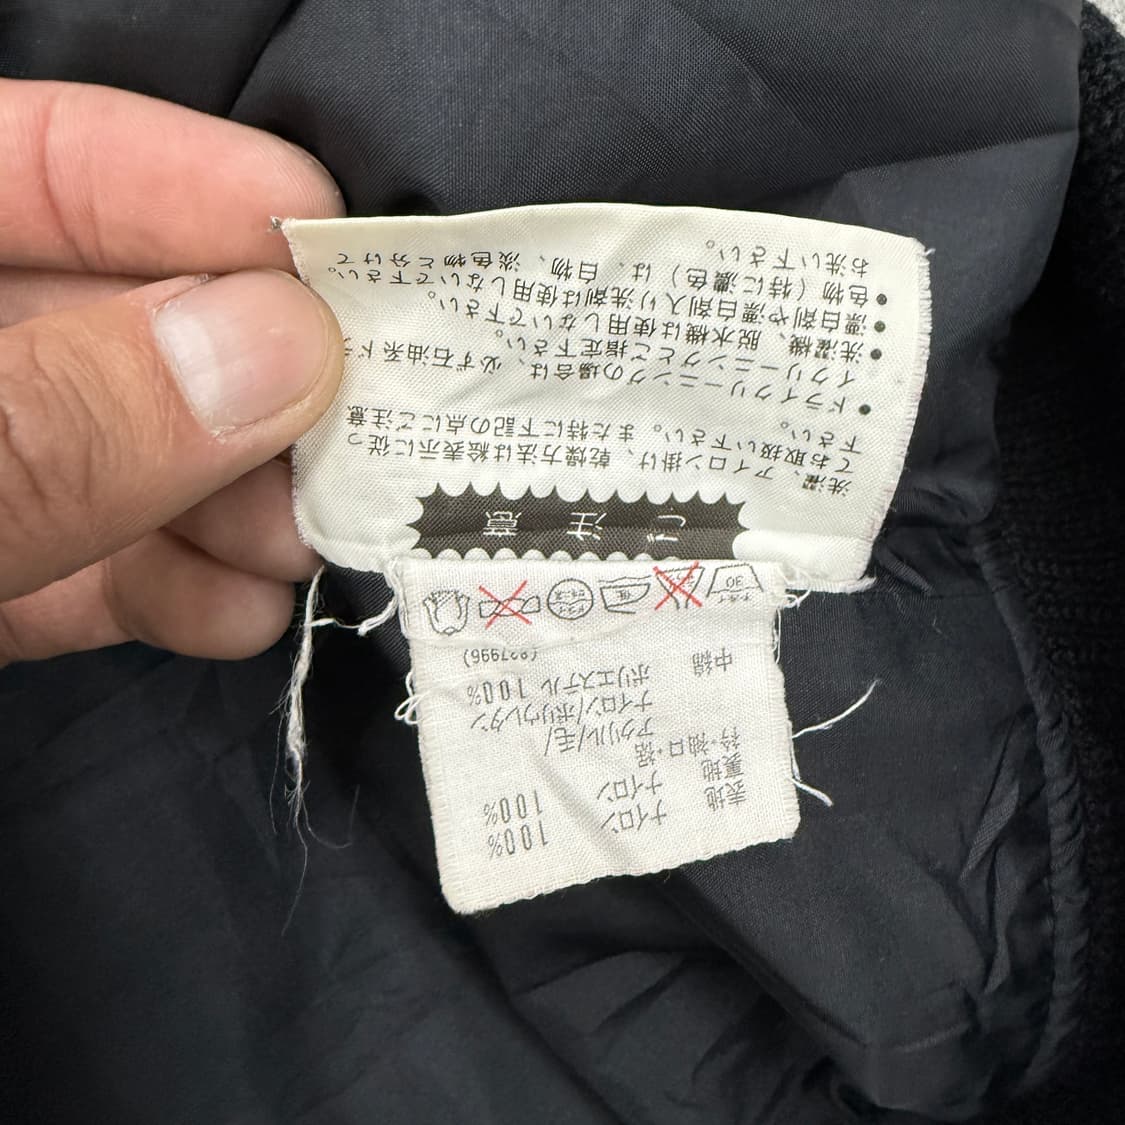 表地 ナイロン 100%
裏地 ナイロン 100%
衿・袖口・裾 アクリル/毛/
ナイロン/ポリウレタン
中綿 ポリエステル 100%
30
ご注意
洗濯、アイロン掛け、乾燥方法は絵表示に従っ
てお取扱い下さい。また特に下記の点にご注意
下さい。
●ドライクリーニングの場合は、必ず石油系ド
イクリーニングとご指定下さい。
●洗濯機、脱水機は使用しないで下さい。
●漂白剤や漂白剤入り洗剤は使用しないで下さい。
●色物(特に濃色)は、白物、淡色物と分けて
お洗い下さい。